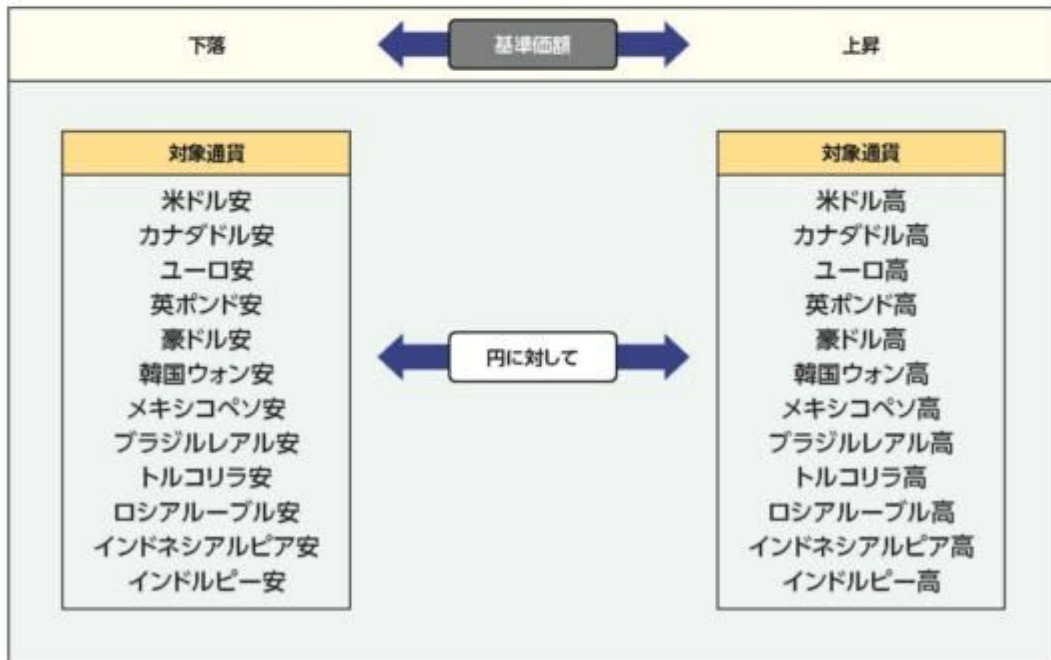 下落
基準価額
上昇
対象通貨
米ドル安
カナダドル安
ユーロ安
英ポンド安
豪ドル安
韓国ウォン安
メキシコペソ安
ブラジルレアル安
トルコリラ安
ロシアルーブル安
インドネシアルピア安
インドルピー安
円に対して
対象通貨
米ドル高
カナダドル高
ユーロ高
英ポンド高
豪ドル高
韓国ウォン高
メキシコペソ高
ブラジルレアル高
トルコリラ高
ロシアルーブル高
インドネシアルピア高
インドルピー高